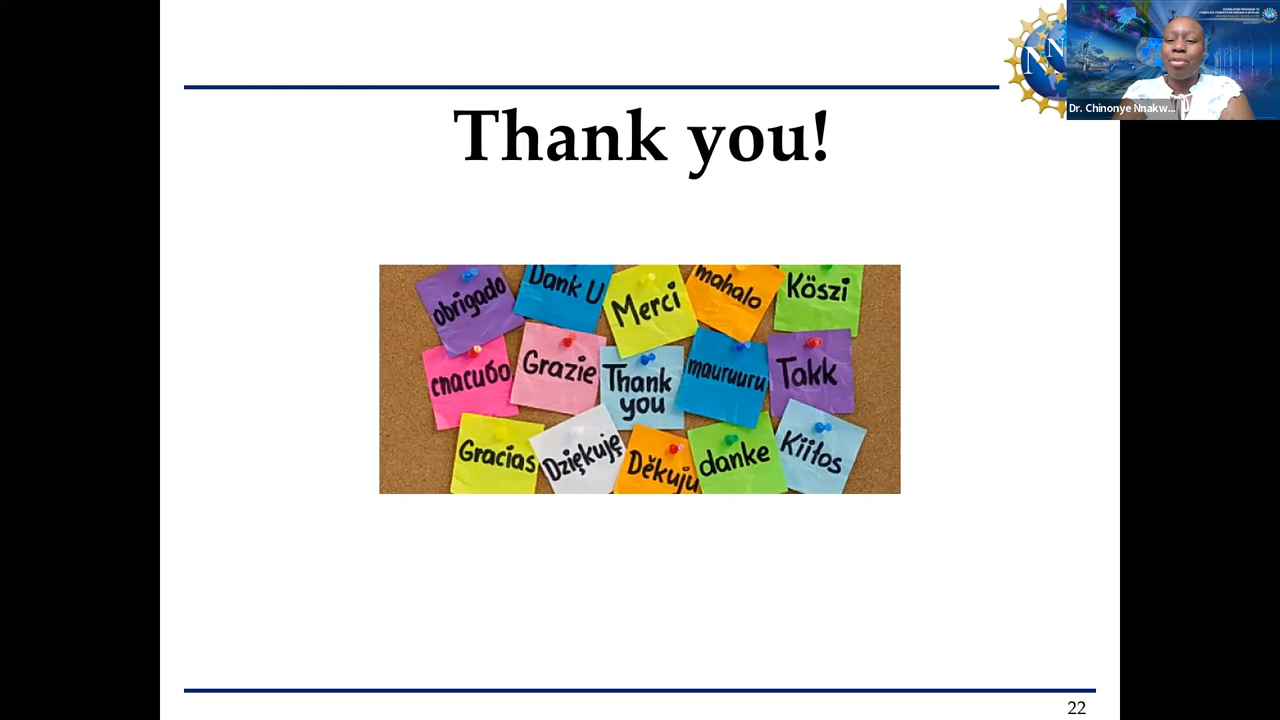 Dr. Chinonye Nnakw...
Thank you!
obrigado
Dank U
Merci
mahalo
Köszi
спасибо
Grazie
Thank
you
mauruuru
Takk
Gracias
Dziękuję
Děkuju
danke
Kiitos
22